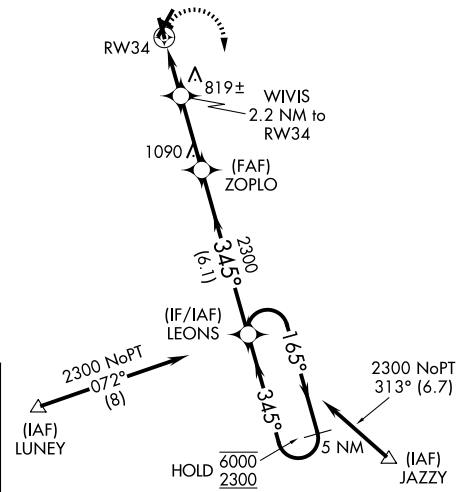 RW34
819±
WIVIS
2.2 NM to
RW34
1090
(FAF)
ZOPLO
2300
345°
(6.1)
(IF/IAF)
LEONS
2300 NoPT
072°
(8)
(IAF)
LUNEY
165°
345°
2300 NoPT
313° (6.7)
HOLD 6000
2300
5 NM
(IAF)
JAZZY